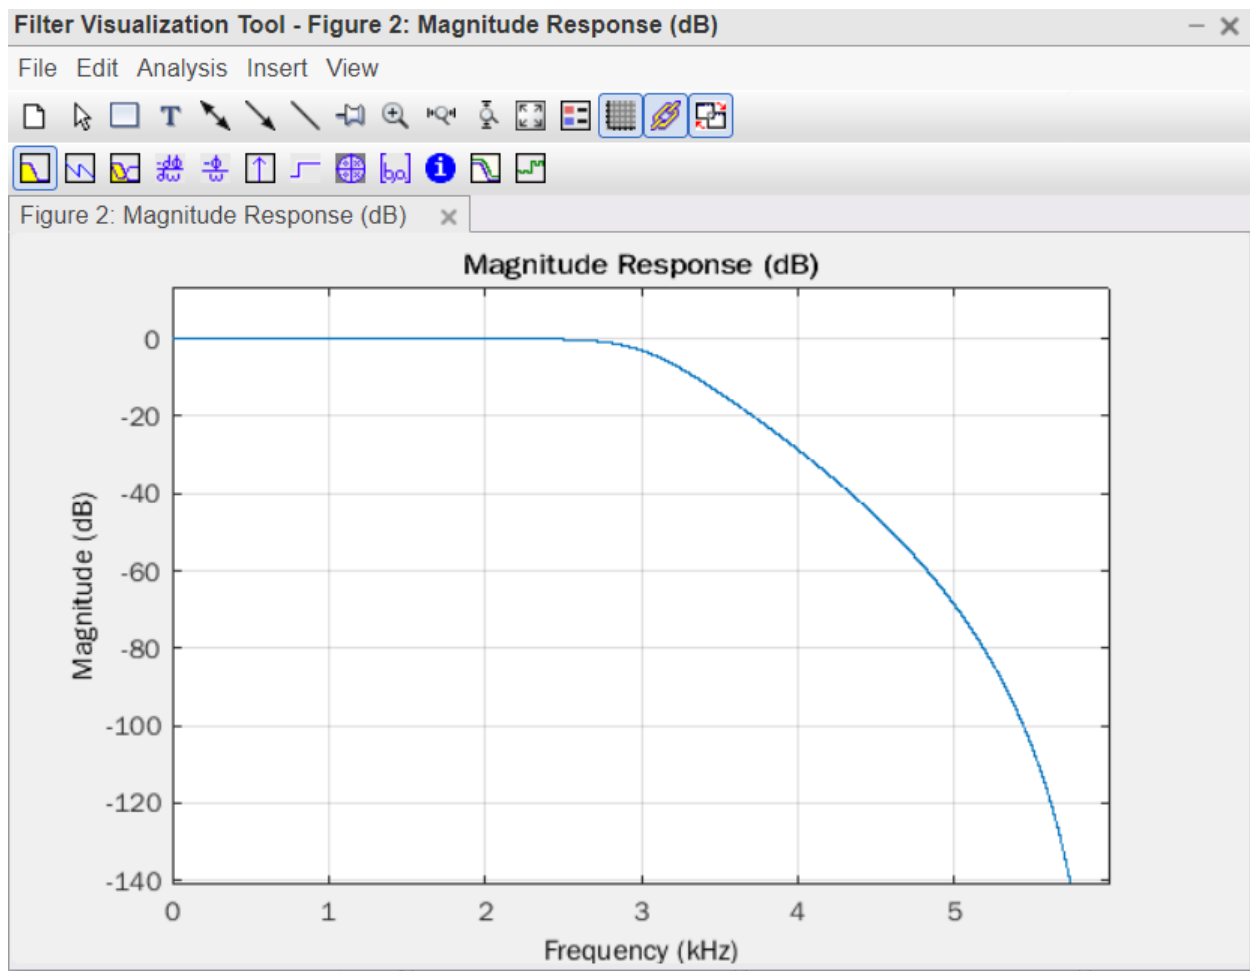 Filter Visualization Tool - Figure 2: Magnitude Response (dB)
File Edit Analysis Insert View
T
[b,a]
i
Figure 2: Magnitude Response (dB)
Magnitude Response (dB)
0
-20
-40
-60
-80
-100
-120
-140
Magnitude (dB)
0 1 2 3 4 5
Frequency (kHz)